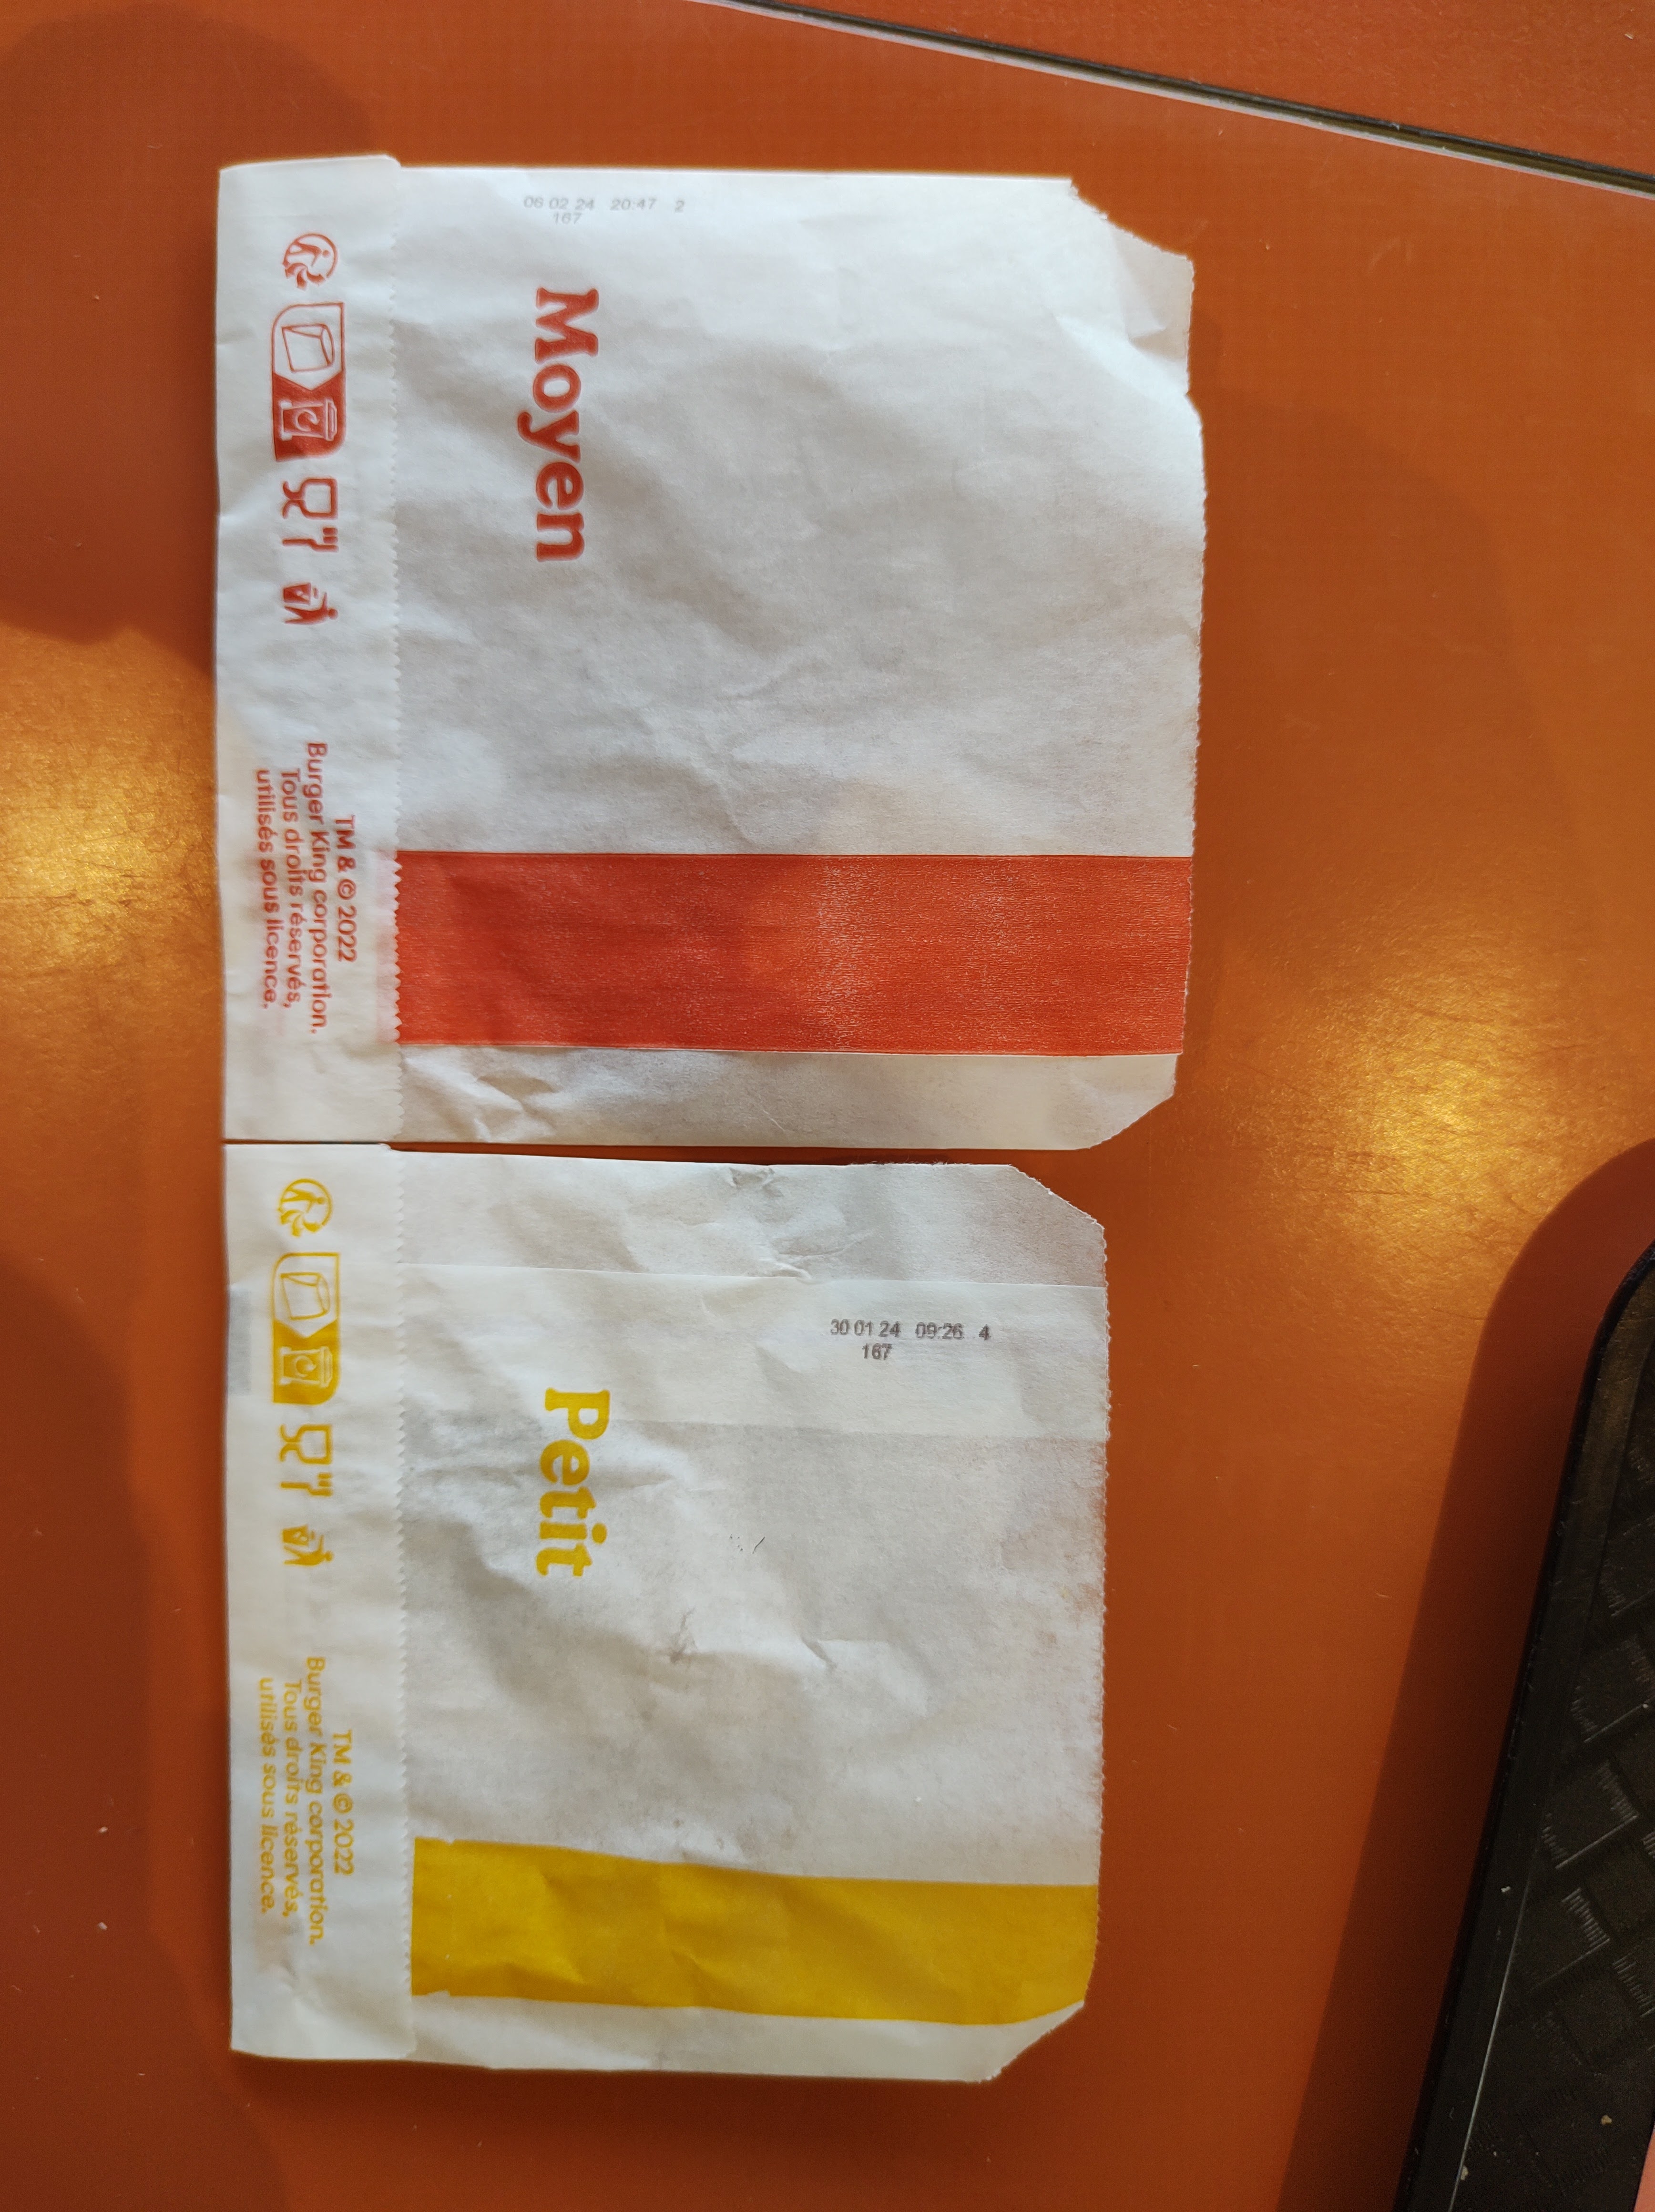 06 02 24 20:47 2
167
Moyen
TM & © 2022
Burger King corporation.
Tous droits réservés,
utilisés sous licence.
30 01 24 09:26 4
167
Petit
TM & © 2022
Burger King corporation.
Tous droits réservés,
utilisés sous licence.